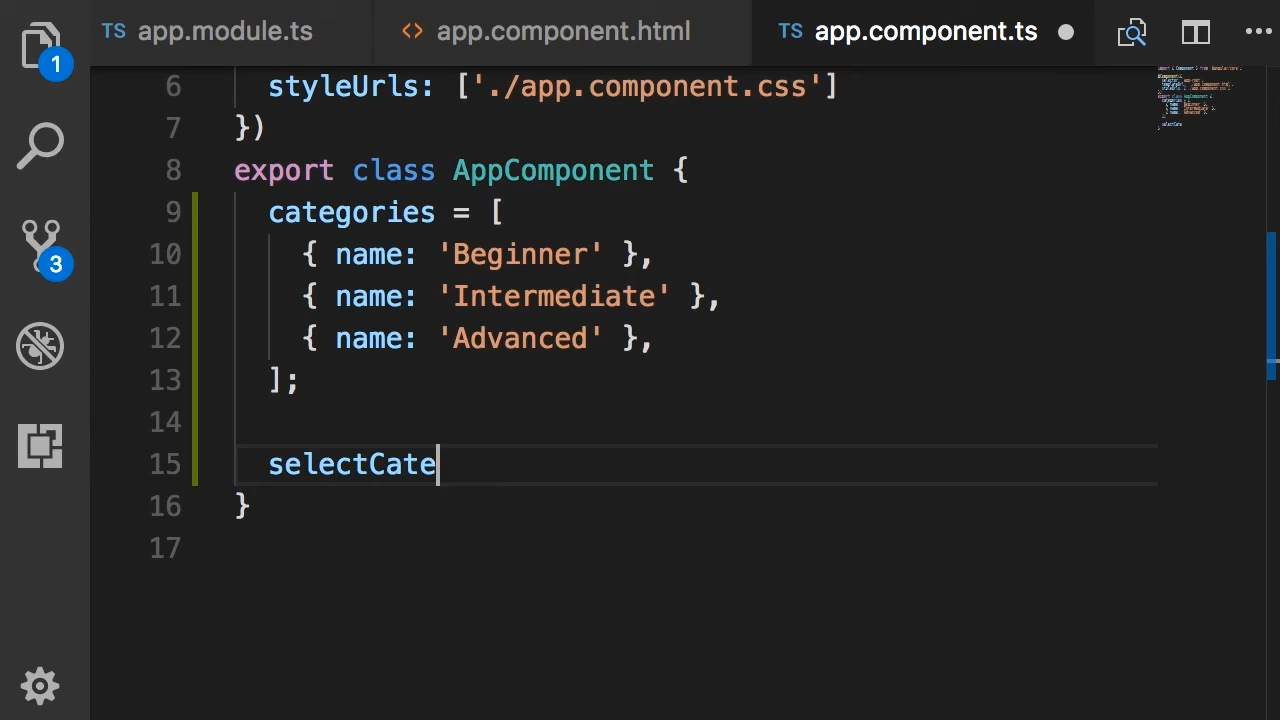 TS app.module.ts <> app.component.html TS app.component.ts
1
3
6 styleUrls: ['./app.component.css']
7 })
8 export class AppComponent {
9 categories = [
10 { name: 'Beginner' },
11 { name: 'Intermediate' },
12 { name: 'Advanced' },
13 ];
14
15 selectCate
16 }
17